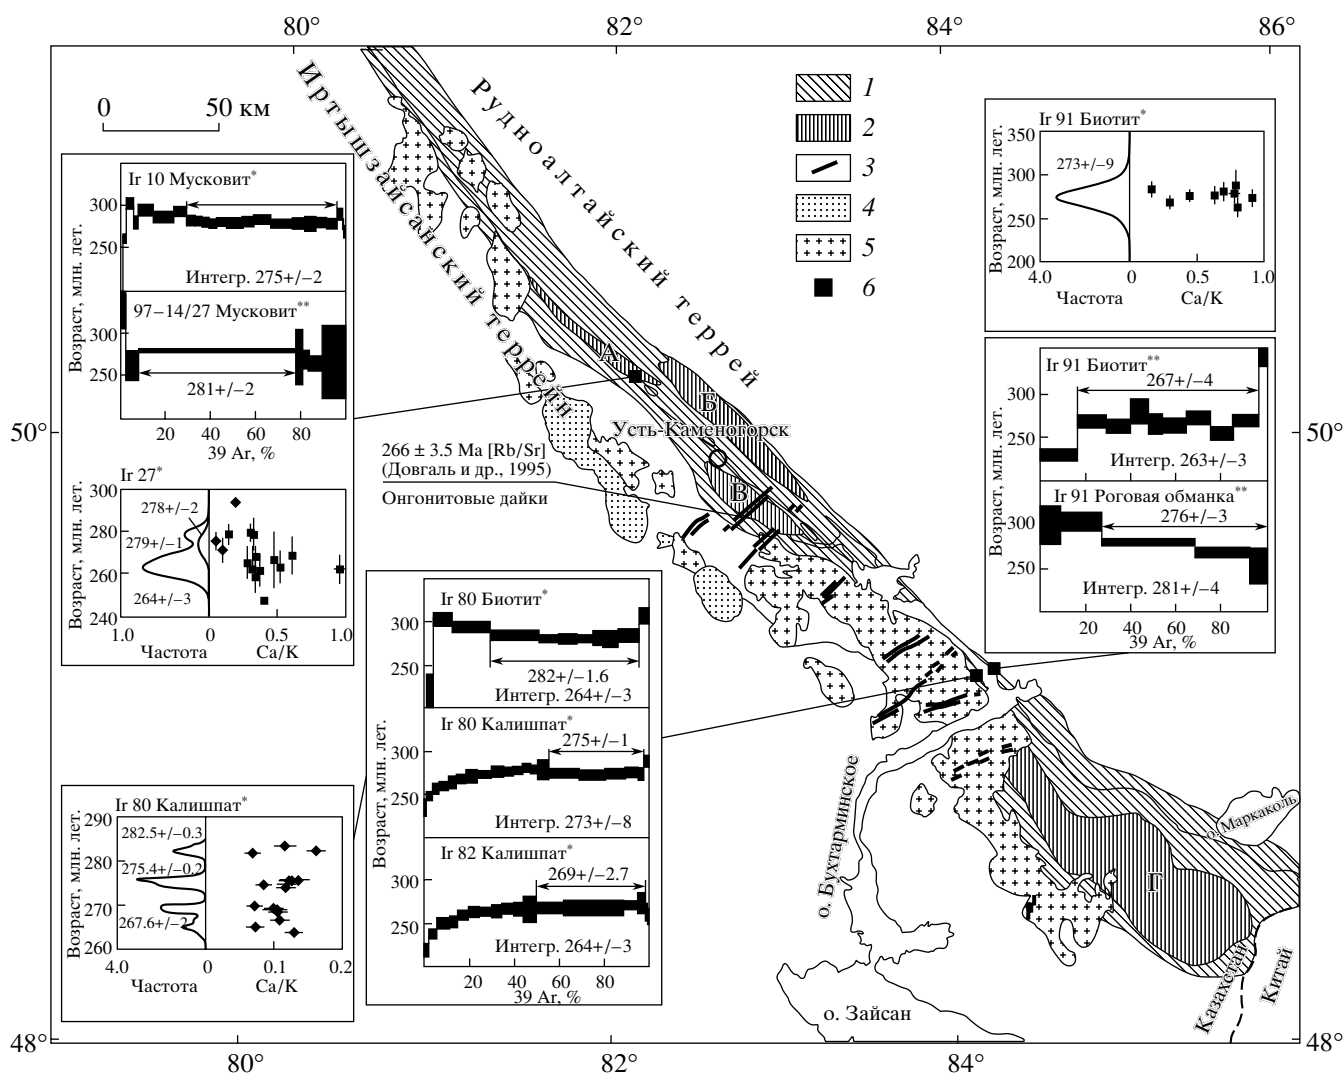 80°
82°
84°
86°
0
50 км
Иртышзайсанский террейн
Рудноалтайский террей
1
2
3
4
5
6
Ir 10 Мусковит*
300
250
Интегр. 275+/−2
97−14/27 Мусковит**
300
250
281+/−2
Возраст, млн. лет.
20
40
60
80
39 Ar, %
Ir 27*
300
280
260
240
278+/−2
279+/−1
264+/−3
Возраст, млн. лет.
1.0
0
0.5
1.0
Частота
Ca/K
Ir 91 Биотит*
350
300
250
200
273+/−9
Возраст, млн. лет.
4.0
0
1.0
Частота
Ca/K
Ir 91 Биотит**
267+/−4
300
250
Интегр. 263+/−3
Ir 91 Роговая обманка**
276+/−3
300
250
Интегр. 281+/−4
Возраст, млн. лет.
20
40
60
80
39 Ar, %
50°
50°
А
В
Усть-Каменогорск
В
266 ± 3.5 Ma [Rb/Sr]
(Довгаль и др., 1995)
Онгонитовые дайки
Ir 80 Биотит*
300
250
282+/−1.6
Интегр. 264+/−3
Ir 80 Калишпат*
275+/−1
300
250
Интегр. 273+/−8
Ir 82 Калишпат*
269+/−2.7
300
250
Интегр. 264+/−3
Возраст, млн. лет.
20
40
60
80
39 Ar, %
Ir 80 Калишпат*
290
280
270
260
282.5+/−0.3
275.4+/−0.2
267.6+/−
Возраст, млн. лет.
4.0
0
0.1
0.2
Частота
Ca/K
о. Бухтарминское
о. Маркаколь
Г
Казахстан
Китай
о. Зайсан
48°
48°
80°
82°
84°